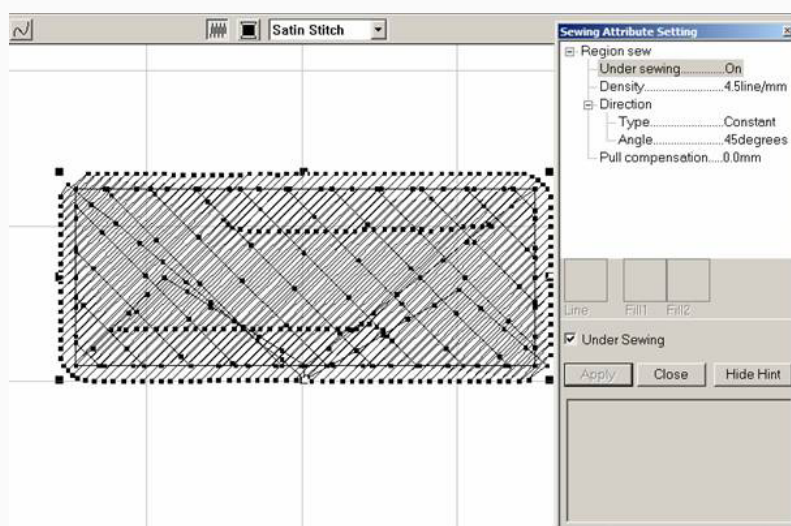 Satin Stitch
Sewing Attribute Setting
Region sew
Under sewing............On
Density........................4.5line/mm
Direction
Type......................Constant
Angle.....................45degrees
Pull compensation....0.0mm
Line
Fill1
Fill2
Under Sewing
Apply
Close
Hide Hint